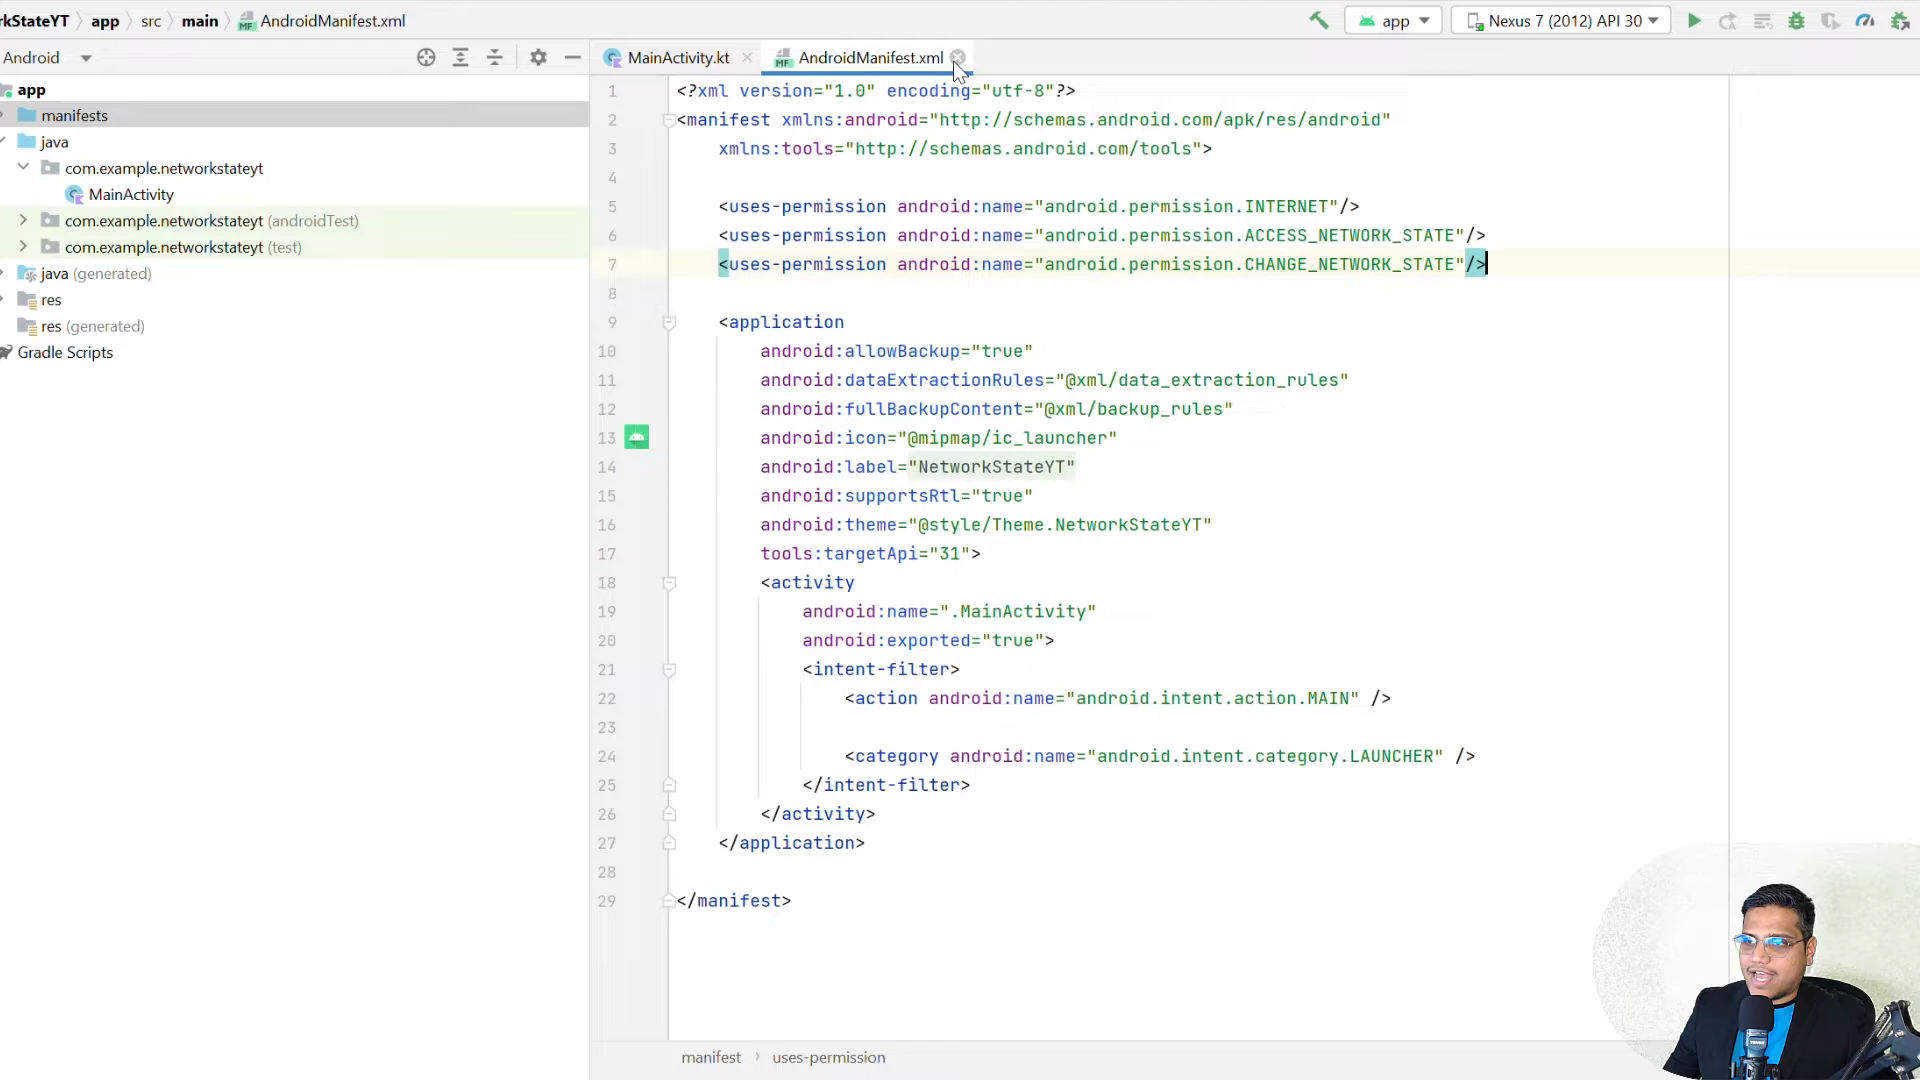 rkStateYT
app
src
main
AndroidManifest.xml
app
Nexus 7 (2012) API 30
Android
MainActivity.kt
AndroidManifest.xml
app
manifests
java
com.example.networkstateyt
MainActivity
com.example.networkstateyt (androidTest)
com.example.networkstateyt (test)
java (generated)
res
res (generated)
Gradle Scripts
1 <?xml version="1.0" encoding="utf-8"?>
2 <manifest xmlns:android="http://schemas.android.com/apk/res/android"
3 xmlns:tools="http://schemas.android.com/tools">
4
5 <uses-permission android:name="android.permission.INTERNET"/>
6 <uses-permission android:name="android.permission.ACCESS_NETWORK_STATE"/>
7 <uses-permission android:name="android.permission.CHANGE_NETWORK_STATE"/>
8
9 <application
10 android:allowBackup="true"
11 android:dataExtractionRules="@xml/data_extraction_rules"
12 android:fullBackupContent="@xml/backup_rules"
13 android:icon="@mipmap/ic_launcher"
14 android:label="NetworkStateYT"
15 android:supportsRtl="true"
16 android:theme="@style/Theme.NetworkStateYT"
17 tools:targetApi="31">
18 <activity
19 android:name=".MainActivity"
20 android:exported="true">
21 <intent-filter>
22 <action android:name="android.intent.action.MAIN" />
23
24 <category android:name="android.intent.category.LAUNCHER" />
25 </intent-filter>
26 </activity>
27 </application>
28
29 </manifest>
manifest
uses-permission